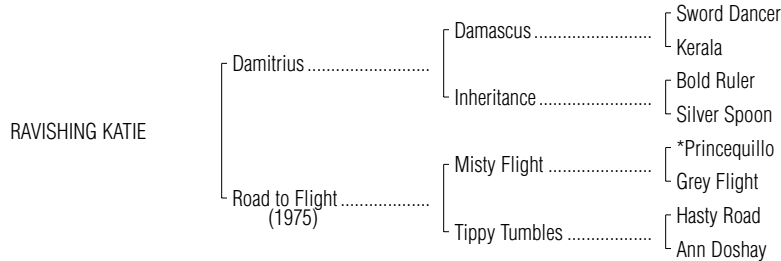 Sword Dancer
Damascus ........................
Kerala
Damitrius .........................
Bold Ruler
Inheritance .......................
Silver Spoon
RAVISHING KATIE
*Princequillo
Misty Flight .....................
Grey Flight
Road to Flight ..................
(1975)
Hasty Road
Tippy Tumbles .................
Ann Doshay